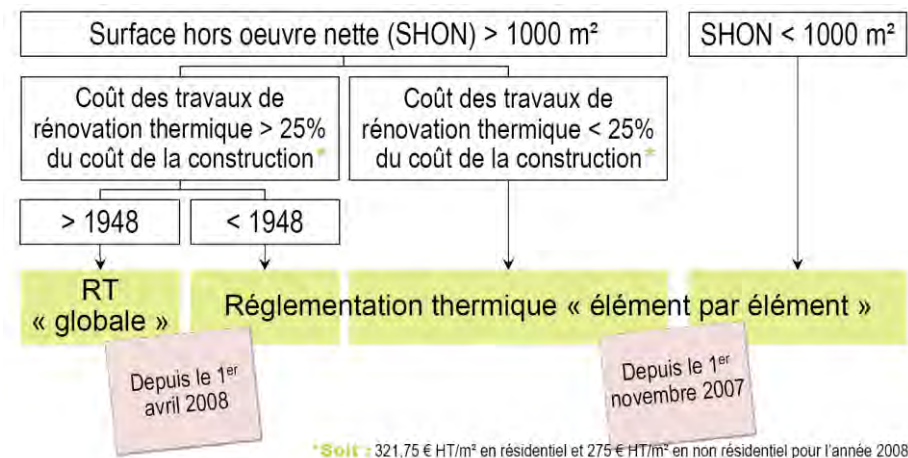 Surface hors oeuvre nette (SHON) > 1000 m²
SHON < 1000 m²
Coût des travaux de
rénovation thermique > 25%
du coût de la construction*
Coût des travaux de
rénovation thermique < 25%
du coût de la construction*
> 1948
< 1948
RT
« globale »
Réglementation thermique « élément par élément »
Depuis le 1er
avril 2008
Depuis le 1er
novembre 2007
*Soit : 321,75 € HT/m² en résidentiel et 275 € HT/m² en non résidentiel pour l'année 2008